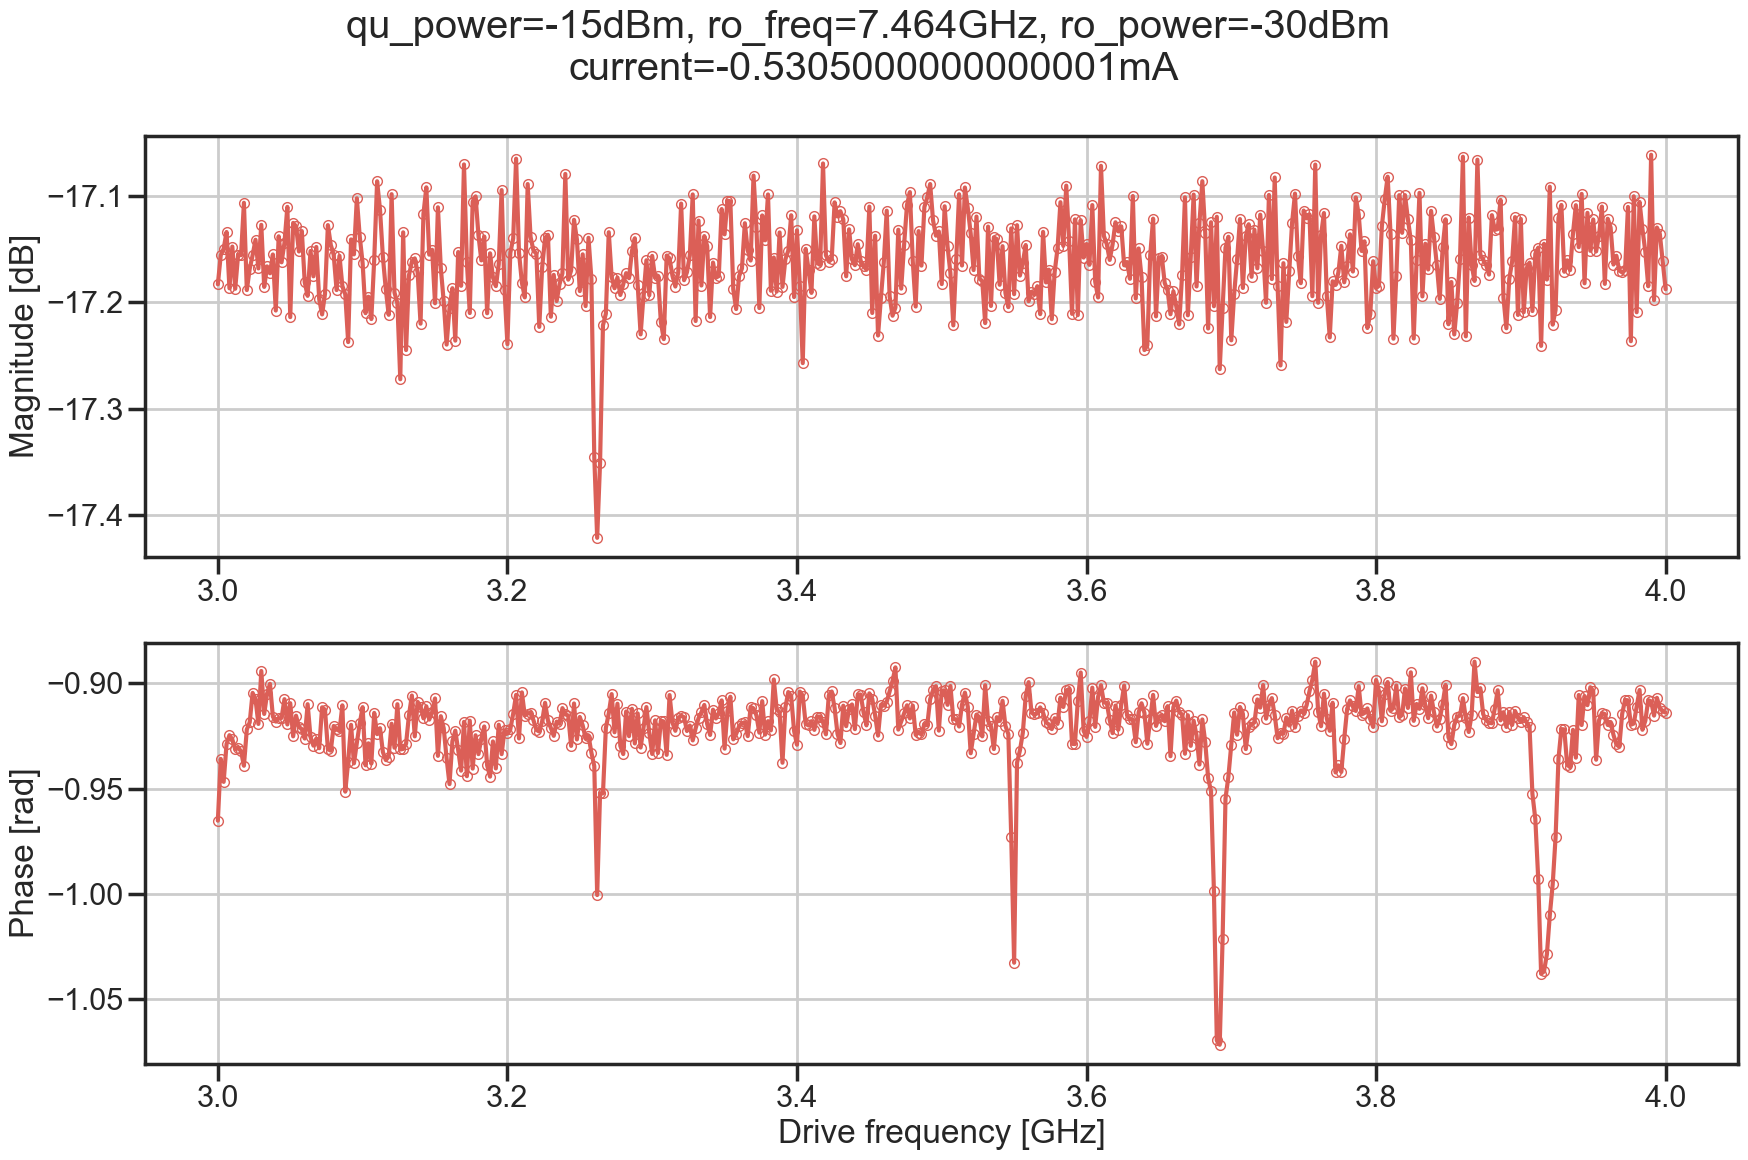 qu_power=-15dBm, ro_freq=7.464GHz, ro_power=-30dBm
current=-0.5305000000000001mA
Magnitude [dB]
−17.1
−17.2
−17.3
−17.4
3.0 3.2 3.4 3.6 3.8 4.0
Phase [rad]
−0.90
−0.95
−1.00
−1.05
3.0 3.2 3.4 3.6 3.8 4.0
Drive frequency [GHz]